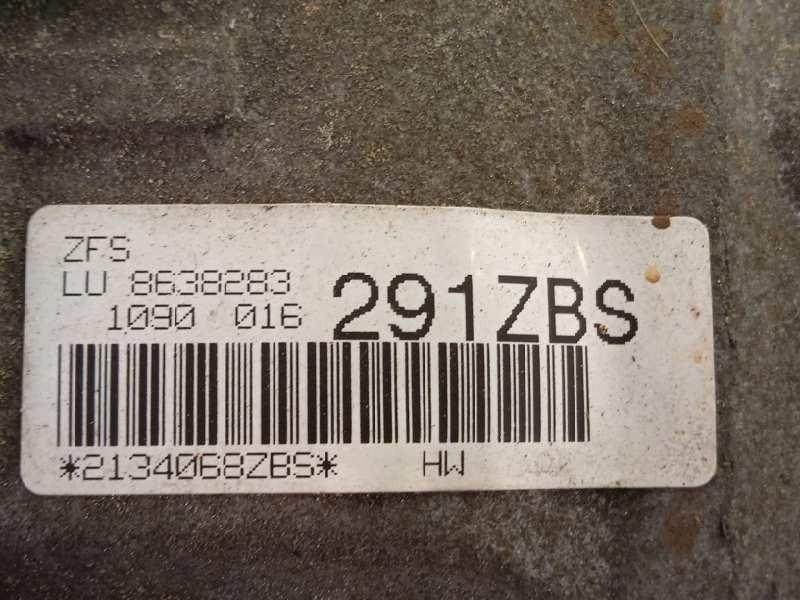 ZFS
LU 8638283
1090 016 291ZBS
*2134068ZBS* HW